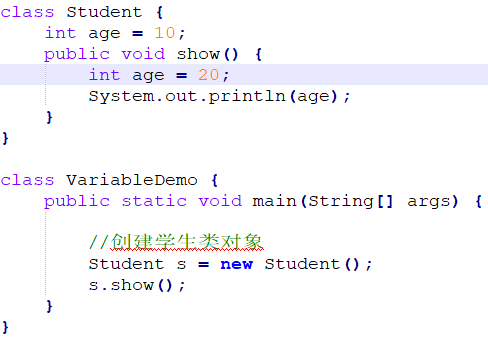 class Student {
    int age = 10;
    public void show() {
        int age = 20;
        System.out.println(age);
    }
}

class VariableDemo {
    public static void main(String[] args) {

        //创建学生类对象
        Student s = new Student();
        s.show();
    }
}